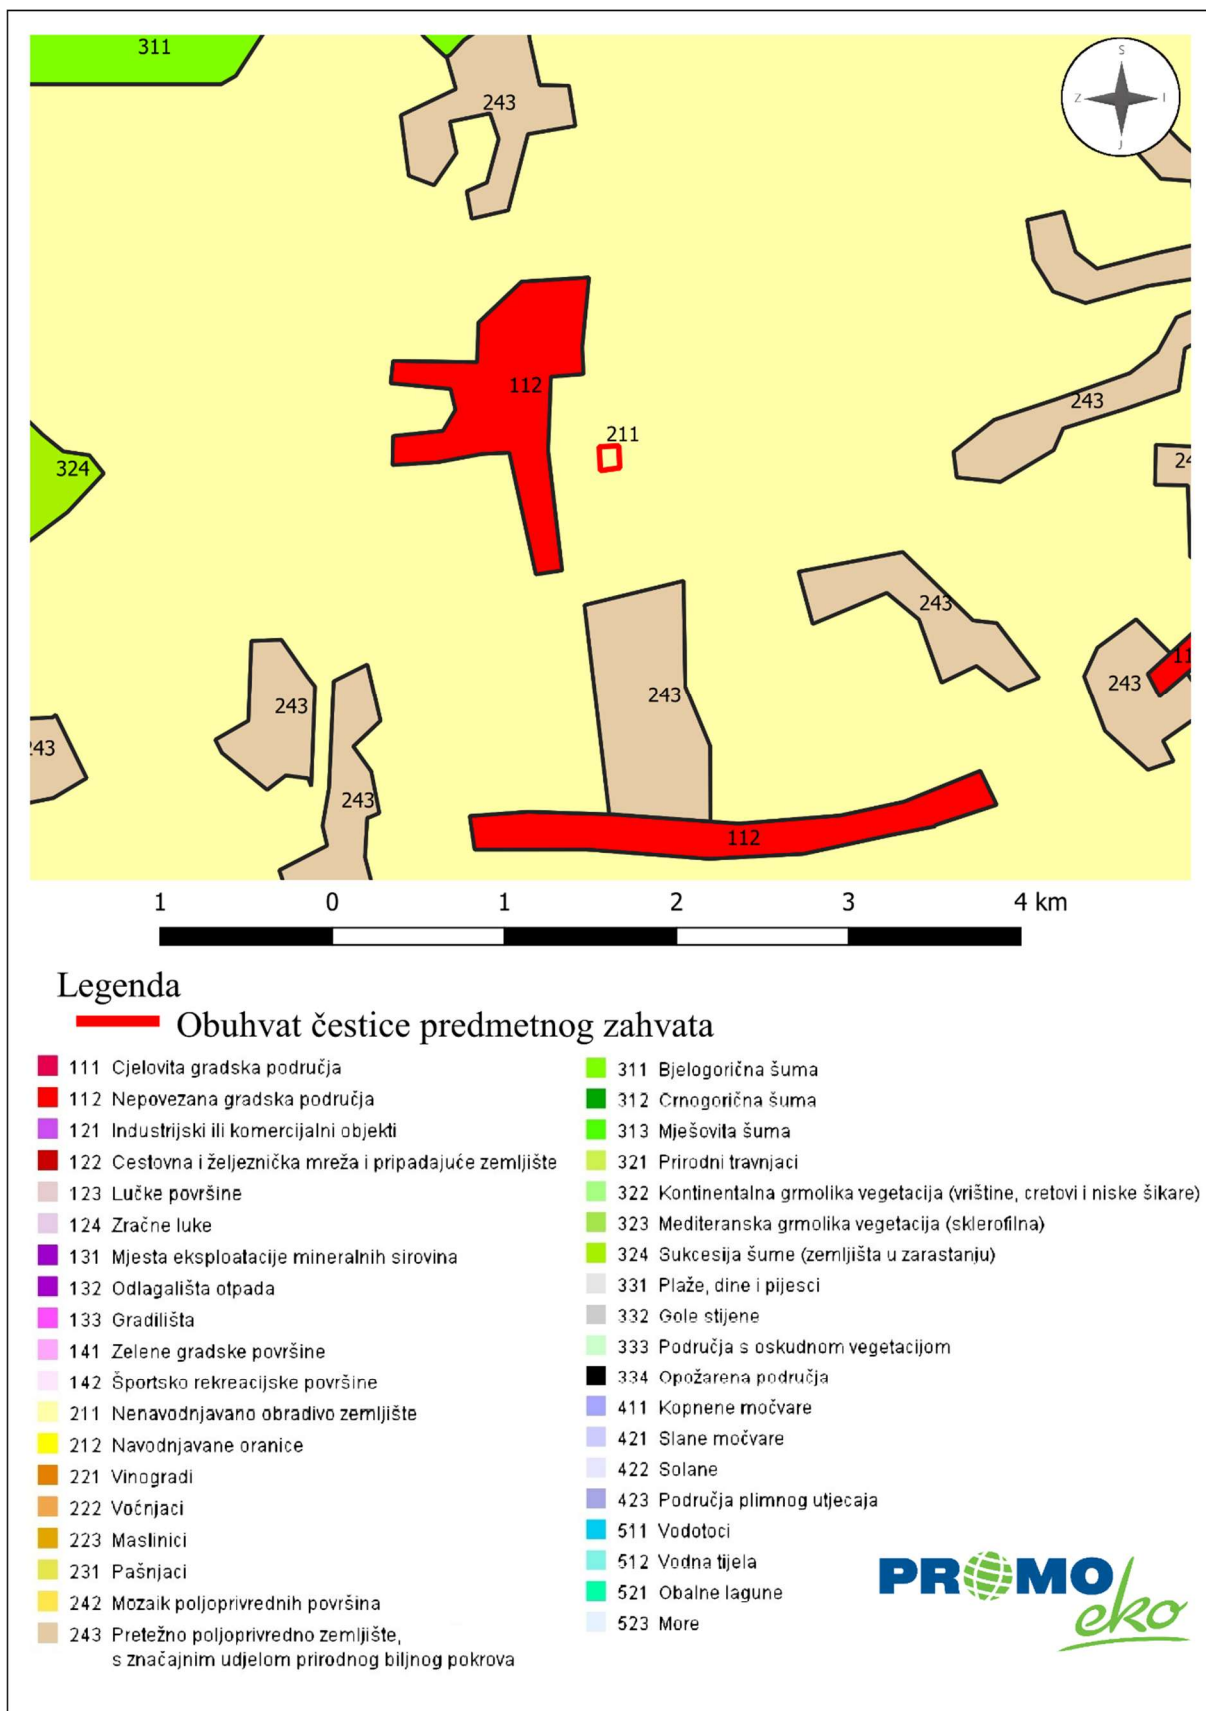 311
243
S
Z
I
J
112
243
211
324
24
243
243
11
243
243
243
243
243
112
1 0 1 2 3 4 km
Legenda
Obuhvat čestice predmetnog zahvata
111 Cjelovita gradska područja
112 Nepovezana gradska područja
121 Industrijski ili komercijalni objekti
122 Cestovna i željeznička mreža i pripadajuće zemljište
123 Lučke površine
124 Zračne luke
131 Mjesta eksploatacije mineralnih sirovina
132 Odlagališta otpada
133 Gradilišta
141 Zelene gradske površine
142 Športsko rekreacijske površine
211 Nenavodnjavano obradivo zemljište
212 Navodnjavane oranice
221 Vinogradi
222 Voćnjaci
223 Maslinici
231 Pašnjaci
242 Mozaik poljoprivrednih površina
243 Pretežno poljoprivredno zemljište,
s značajnim udjelom prirodnog biljnog pokrova
311 Bjelogorična šuma
312 Crnogorična šuma
313 Mješovita šuma
321 Prirodni travnjaci
322 Kontinentalna grmolika vegetacija (vrištine, cretovi i niske šikare)
323 Mediteranska grmolika vegetacija (sklerofilna)
324 Sukcesija šume (zemljišta u zarastanju)
331 Plaže, dine i pijesci
332 Gole stijene
333 Područja s oskudnom vegetacijom
334 Opožarena područja
411 Kopnene močvare
421 Slane močvare
422 Solane
423 Područja plimnog utjecaja
511 Vodotoci
512 Vodna tijela
521 Obalne lagune
523 More
PROMO
eko